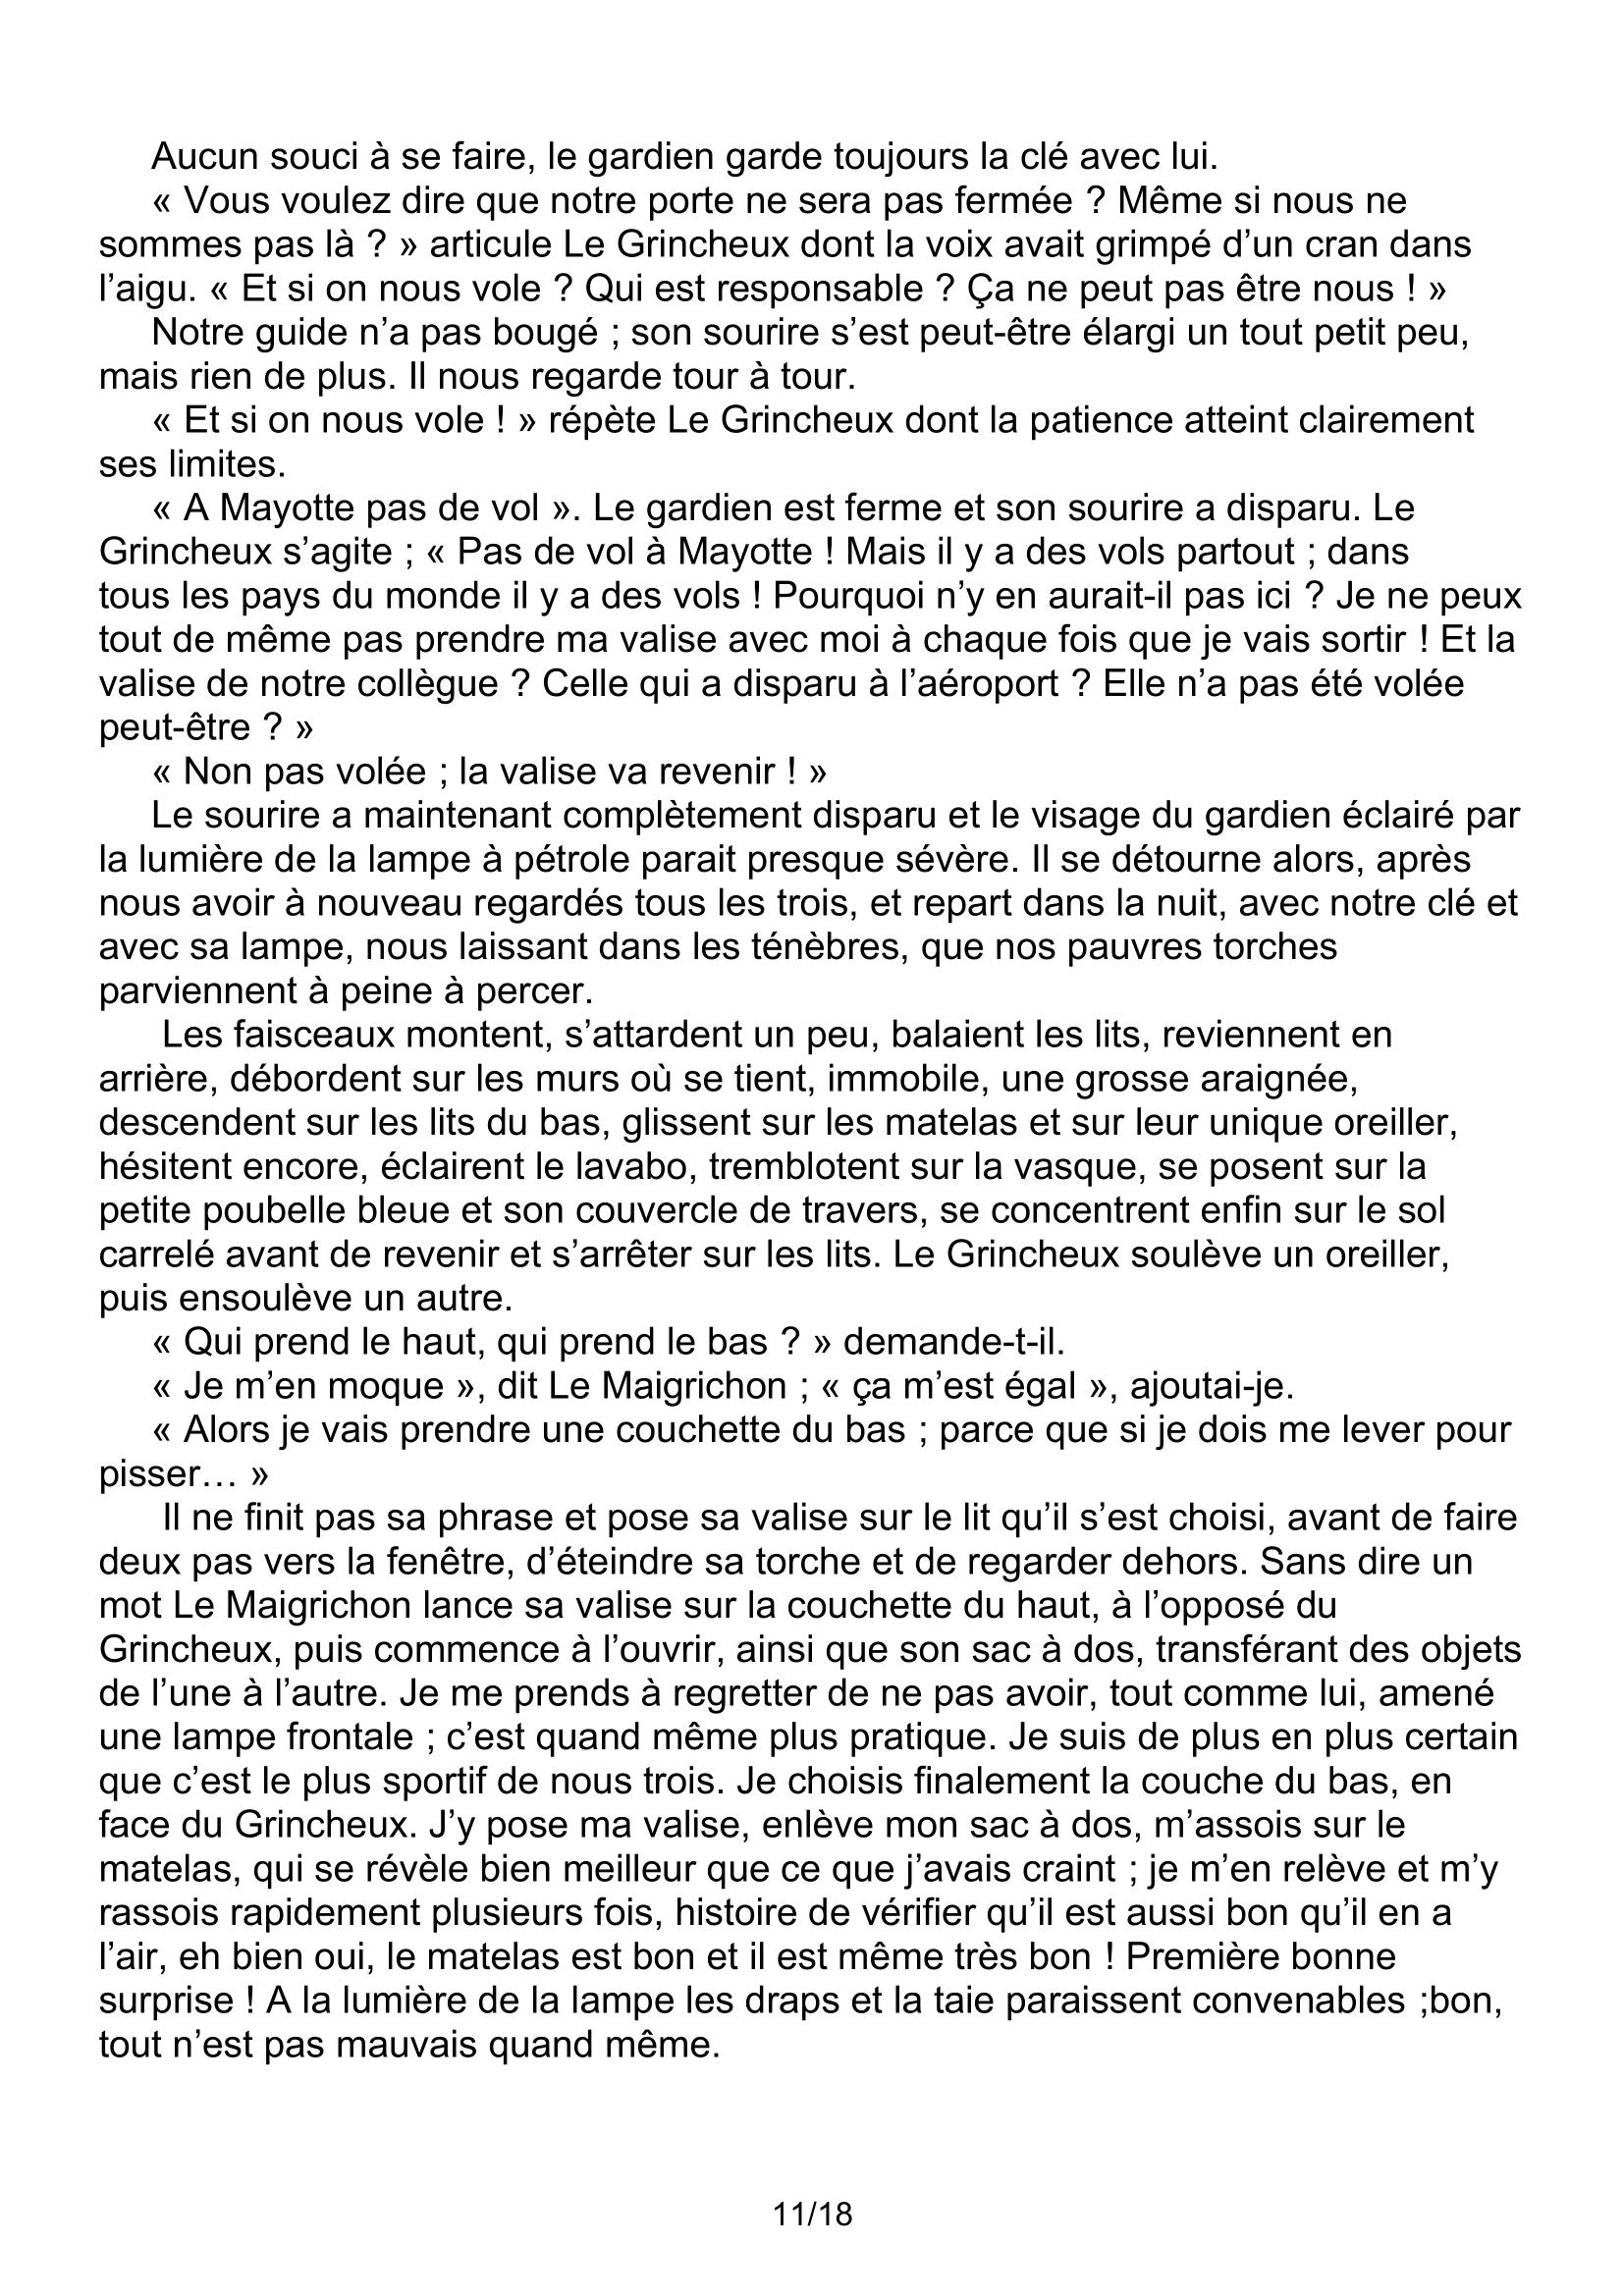 Aucun souci à se faire, le gardien garde toujours la clé avec lui.
« Vous voulez dire que notre porte ne sera pas fermée ? Même si nous ne
sommes pas là ? » articule Le Grincheux dont la voix avait grimpé d’un cran dans
l’aigu. « Et si on nous vole ? Qui est responsable ? Ça ne peut pas être nous ! »
Notre guide n’a pas bougé ; son sourire s’est peut-être élargi un tout petit peu,
mais rien de plus. Il nous regarde tour à tour.
« Et si on nous vole ! » répète Le Grincheux dont la patience atteint clairement
ses limites.
« A Mayotte pas de vol ». Le gardien est ferme et son sourire a disparu. Le
Grincheux s’agite ; « Pas de vol à Mayotte ! Mais il y a des vols partout ; dans
tous les pays du monde il y a des vols ! Pourquoi n’y en aurait-il pas ici ? Je ne peux
tout de même pas prendre ma valise avec moi à chaque fois que je vais sortir ! Et la
valise de notre collègue ? Celle qui a disparu à l’aéroport ? Elle n’a pas été volée
peut-être ? »
« Non pas volée ; la valise va revenir ! »
Le sourire a maintenant complètement disparu et le visage du gardien éclairé par
la lumière de la lampe à pétrole parait presque sévère. Il se détourne alors, après
nous avoir à nouveau regardés tous les trois, et repart dans la nuit, avec notre clé et
avec sa lampe, nous laissant dans les ténèbres, que nos pauvres torches
parviennent à peine à percer.
Les faisceaux montent, s’attardent un peu, balaient les lits, reviennent en
arrière, débordent sur les murs où se tient, immobile, une grosse araignée,
descendent sur les lits du bas, glissent sur les matelas et sur leur unique oreiller,
hésitent encore, éclairent le lavabo, tremblotent sur la vasque, se posent sur la
petite poubelle bleue et son couvercle de travers, se concentrent enfin sur le sol
carrelé avant de revenir et s’arrêter sur les lits. Le Grincheux soulève un oreiller,
puis ensoulève un autre.
« Qui prend le haut, qui prend le bas ? » demande-t-il.
« Je m’en moque », dit Le Maigrichon ; « ça m’est égal », ajoutai-je.
« Alors je vais prendre une couchette du bas ; parce que si je dois me lever pour
pisser… »
Il ne finit pas sa phrase et pose sa valise sur le lit qu’il s’est choisi, avant de faire
deux pas vers la fenêtre, d’éteindre sa torche et de regarder dehors. Sans dire un
mot Le Maigrichon lance sa valise sur la couchette du haut, à l’opposé du
Grincheux, puis commence à l’ouvrir, ainsi que son sac à dos, transférant des objets
de l’une à l’autre. Je me prends à regretter de ne pas avoir, tout comme lui, amené
une lampe frontale ; c’est quand même plus pratique. Je suis de plus en plus certain
que c’est le plus sportif de nous trois. Je choisis finalement la couche du bas, en
face du Grincheux. J’y pose ma valise, enlève mon sac à dos, m’assois sur le
matelas, qui se révèle bien meilleur que ce que j’avais craint ; je m’en relève et m’y
rassois rapidement plusieurs fois, histoire de vérifier qu’il est aussi bon qu’il en a
l’air, eh bien oui, le matelas est bon et il est même très bon ! Première bonne
surprise ! A la lumière de la lampe les draps et la taie paraissent convenables ;bon,
tout n’est pas mauvais quand même.
11/18